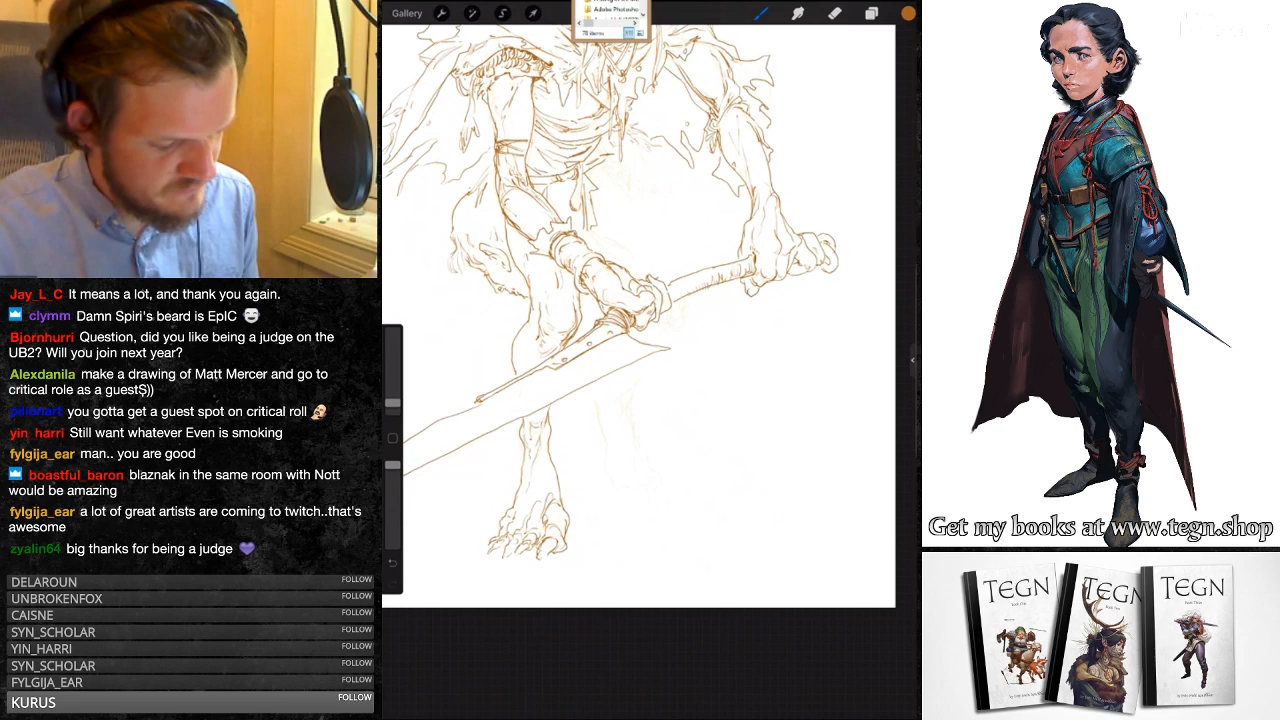 Gallery
Adobe Photosho
78 items
Jay_L_C It means a lot, and thank you again.
clymm Damn Spiri's beard is EpIC
Bjornhurri Question, did you like being a judge on the
UB2? Will you join next year?
Alexdanila make a drawing of Matt Mercer and go to
critical role as a guest$))
you gotta get a guest spot on critical roll
yin_harri Still want whatever Even is smoking
fylgija_ear man.. you are good
boastful_baron blaznak in the same room with Nott
would be amazing
fylgija_ear a lot of great artists are coming to twitch..that's
awesome
zyalin64 big thanks for being a judge
DELAROUN FOLLOW
UNBROKENFOX FOLLOW
CAISNE FOLLOW
SYN_SCHOLAR FOLLOW
YIN_HARRI FOLLOW
SYN_SCHOLAR FOLLOW
FYLGIJA_EAR FOLLOW
KURUS FOLLOW
Get my books at www.tegn.shop
TEGN
TEGN
TEGN